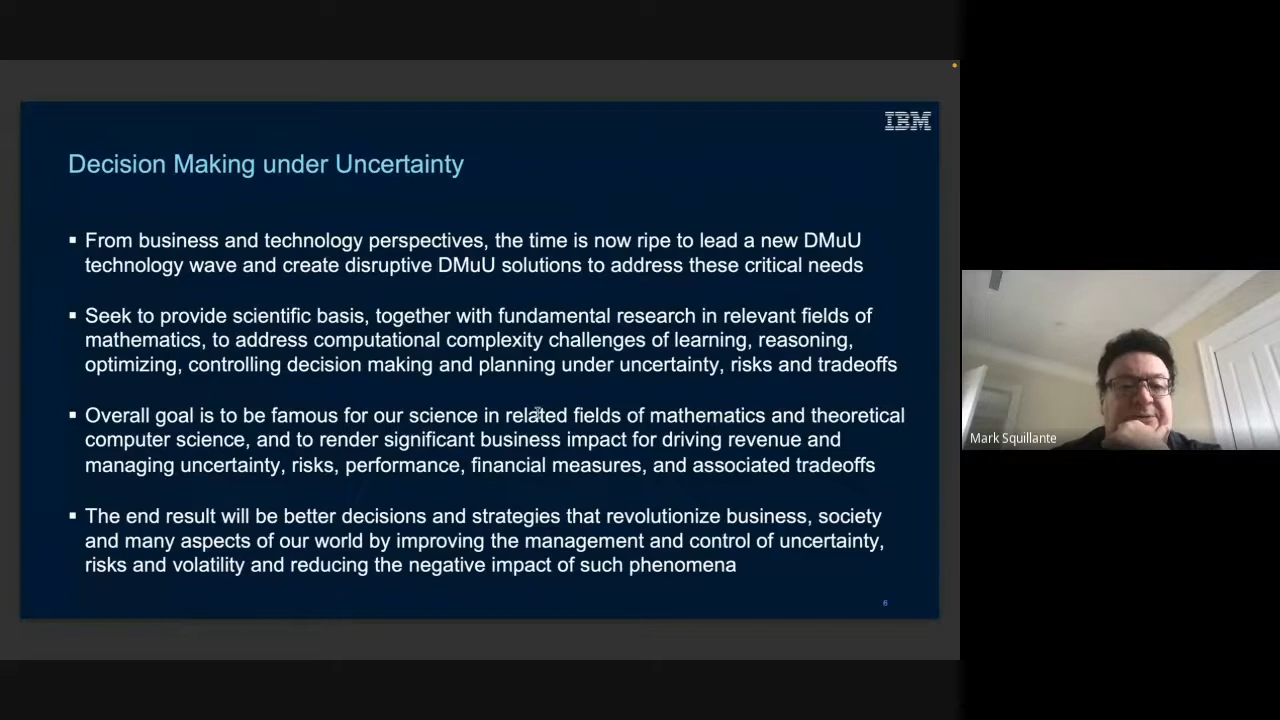 IBM
Decision Making under Uncertainty
▪ From business and technology perspectives, the time is now ripe to lead a new DMuU
technology wave and create disruptive DMuU solutions to address these critical needs
▪ Seek to provide scientific basis, together with fundamental research in relevant fields of
mathematics, to address computational complexity challenges of learning, reasoning,
optimizing, controlling decision making and planning under uncertainty, risks and tradeoffs
▪ Overall goal is to be famous for our science in related fields of mathematics and theoretical
computer science, and to render significant business impact for driving revenue and
managing uncertainty, risks, performance, financial measures, and associated tradeoffs
▪ The end result will be better decisions and strategies that revolutionize business, society
and many aspects of our world by improving the management and control of uncertainty,
risks and volatility and reducing the negative impact of such phenomena
6
Mark Squillante